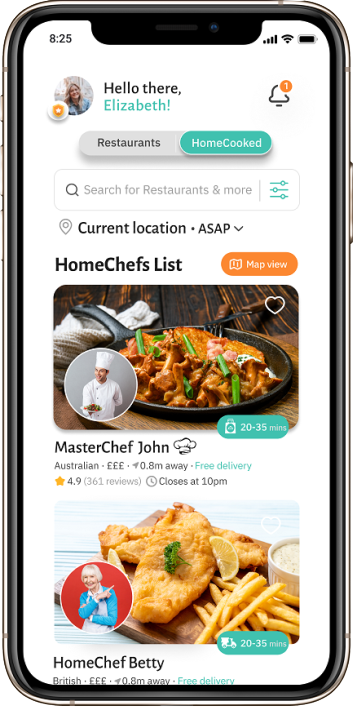 8:25
Hello there,
Elizabeth!
1
Restaurants HomeCooked
Search for Restaurants & more
Current location • ASAP
HomeChefs List Map view
20-35 mins
MasterChef John
Australian · £££ · 0.8m away · Free delivery
4.9 (361 reviews) Closes at 10pm
20-35 mins
HomeChef Betty
British · £££ · 0.8m away · Free delivery